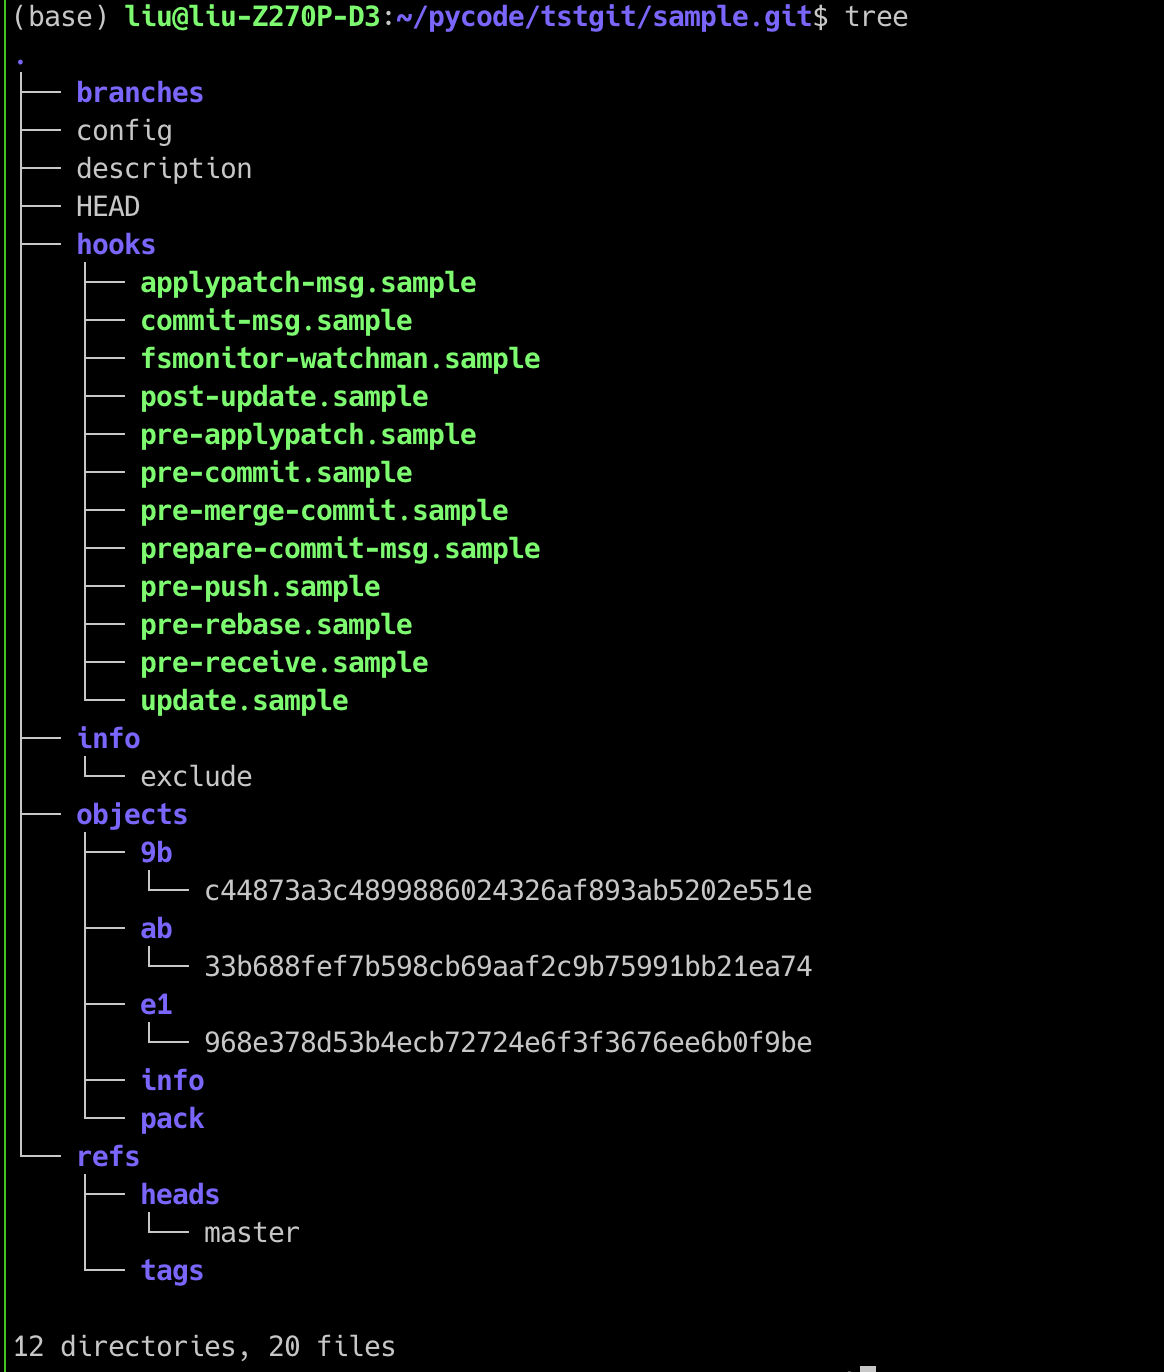 (base) liu@liu-Z270P-D3:~/pycode/tstgit/sample.git$ tree
.
├── branches
├── config
├── description
├── HEAD
├── hooks
│   ├── applypatch-msg.sample
│   ├── commit-msg.sample
│   ├── fsmonitor-watchman.sample
│   ├── post-update.sample
│   ├── pre-applypatch.sample
│   ├── pre-commit.sample
│   ├── pre-merge-commit.sample
│   ├── prepare-commit-msg.sample
│   ├── pre-push.sample
│   ├── pre-rebase.sample
│   ├── pre-receive.sample
│   └── update.sample
├── info
│   └── exclude
├── objects
│   ├── 9b
│   │   └── c44873a3c4899886024326af893ab5202e551e
│   ├── ab
│   │   └── 33b688fef7b598cb69aaf2c9b75991bb21ea74
│   ├── e1
│   │   └── 968e378d53b4ecb72724e6f3f3676ee6b0f9be
│   ├── info
│   └── pack
└── refs
    ├── heads
    │   └── master
    └── tags
12 directories, 20 files